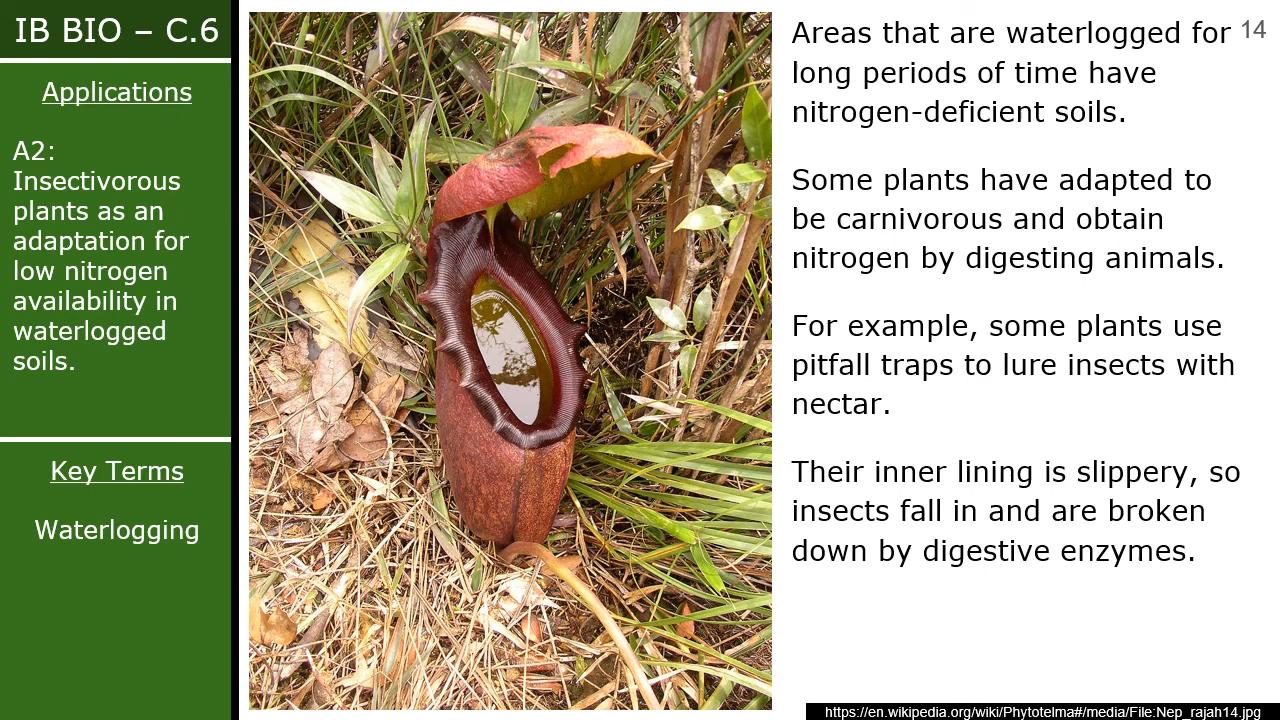 IB BIO – C.6
Applications
A2:
Insectivorous
plants as an
adaptation for
low nitrogen
availability in
waterlogged
soils.
Key Terms
Waterlogging
Areas that are waterlogged for
long periods of time have
nitrogen-deficient soils.
Some plants have adapted to
be carnivorous and obtain
nitrogen by digesting animals.
For example, some plants use
pitfall traps to lure insects with
nectar.
Their inner lining is slippery, so
insects fall in and are broken
down by digestive enzymes.
14
https://en.wikipedia.org/wiki/Phytotelma#/media/File:Nep_rajah14.jpg